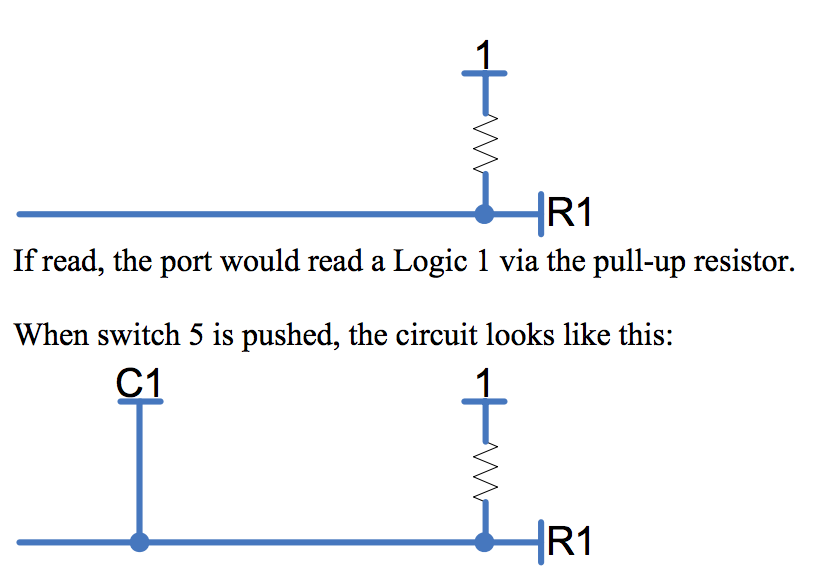 1
R1
If read, the port would read a Logic 1 via the pull-up resistor.
When switch 5 is pushed, the circuit looks like this:
C1 1
R1